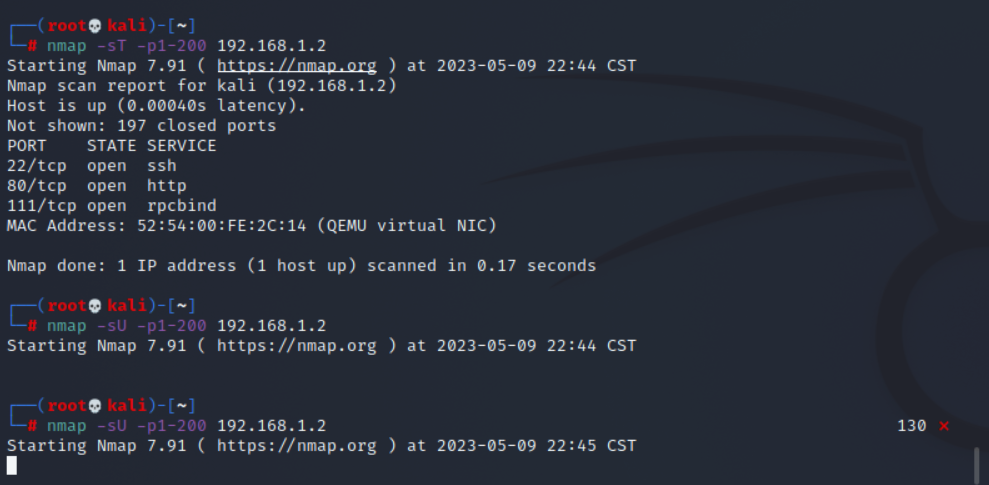 ┌──(root💀kali)-[~]
└─# nmap -sT -p1-200 192.168.1.2
Starting Nmap 7.91 ( https://nmap.org ) at 2023-05-09 22:44 CST
Nmap scan report for kali (192.168.1.2)
Host is up (0.00040s latency).
Not shown: 197 closed ports
PORT    STATE SERVICE
22/tcp  open  ssh
80/tcp  open  http
111/tcp open  rpcbind
MAC Address: 52:54:00:FE:2C:14 (QEMU virtual NIC)
Nmap done: 1 IP address (1 host up) scanned in 0.17 seconds
┌──(root💀kali)-[~]
└─# nmap -sU -p1-200 192.168.1.2
Starting Nmap 7.91 ( https://nmap.org ) at 2023-05-09 22:44 CST
┌──(root💀kali)-[~]
└─# nmap -sU -p1-200 192.168.1.2 130 ⨯
Starting Nmap 7.91 ( https://nmap.org ) at 2023-05-09 22:45 CST